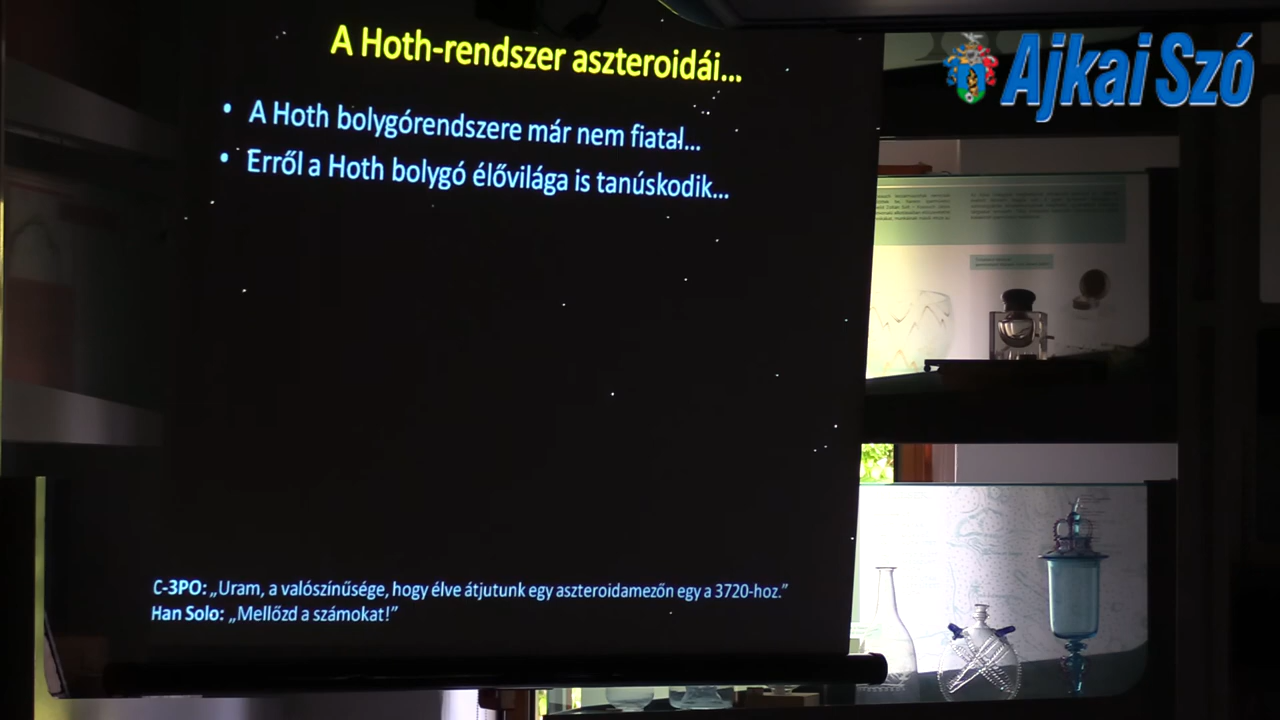 A Hoth-rendszer aszteroidái...
Ajkai Szó
• A Hoth bolygórendszere már nem fiatal...
• Erről a Hoth bolygó élővilága is tanúskodik...
C-3PO: „Uram, a valószínűsége, hogy élve átjutunk egy aszteroidamezőn egy a 3720-hoz.”
Han Solo: „Mellőzd a számokat!”